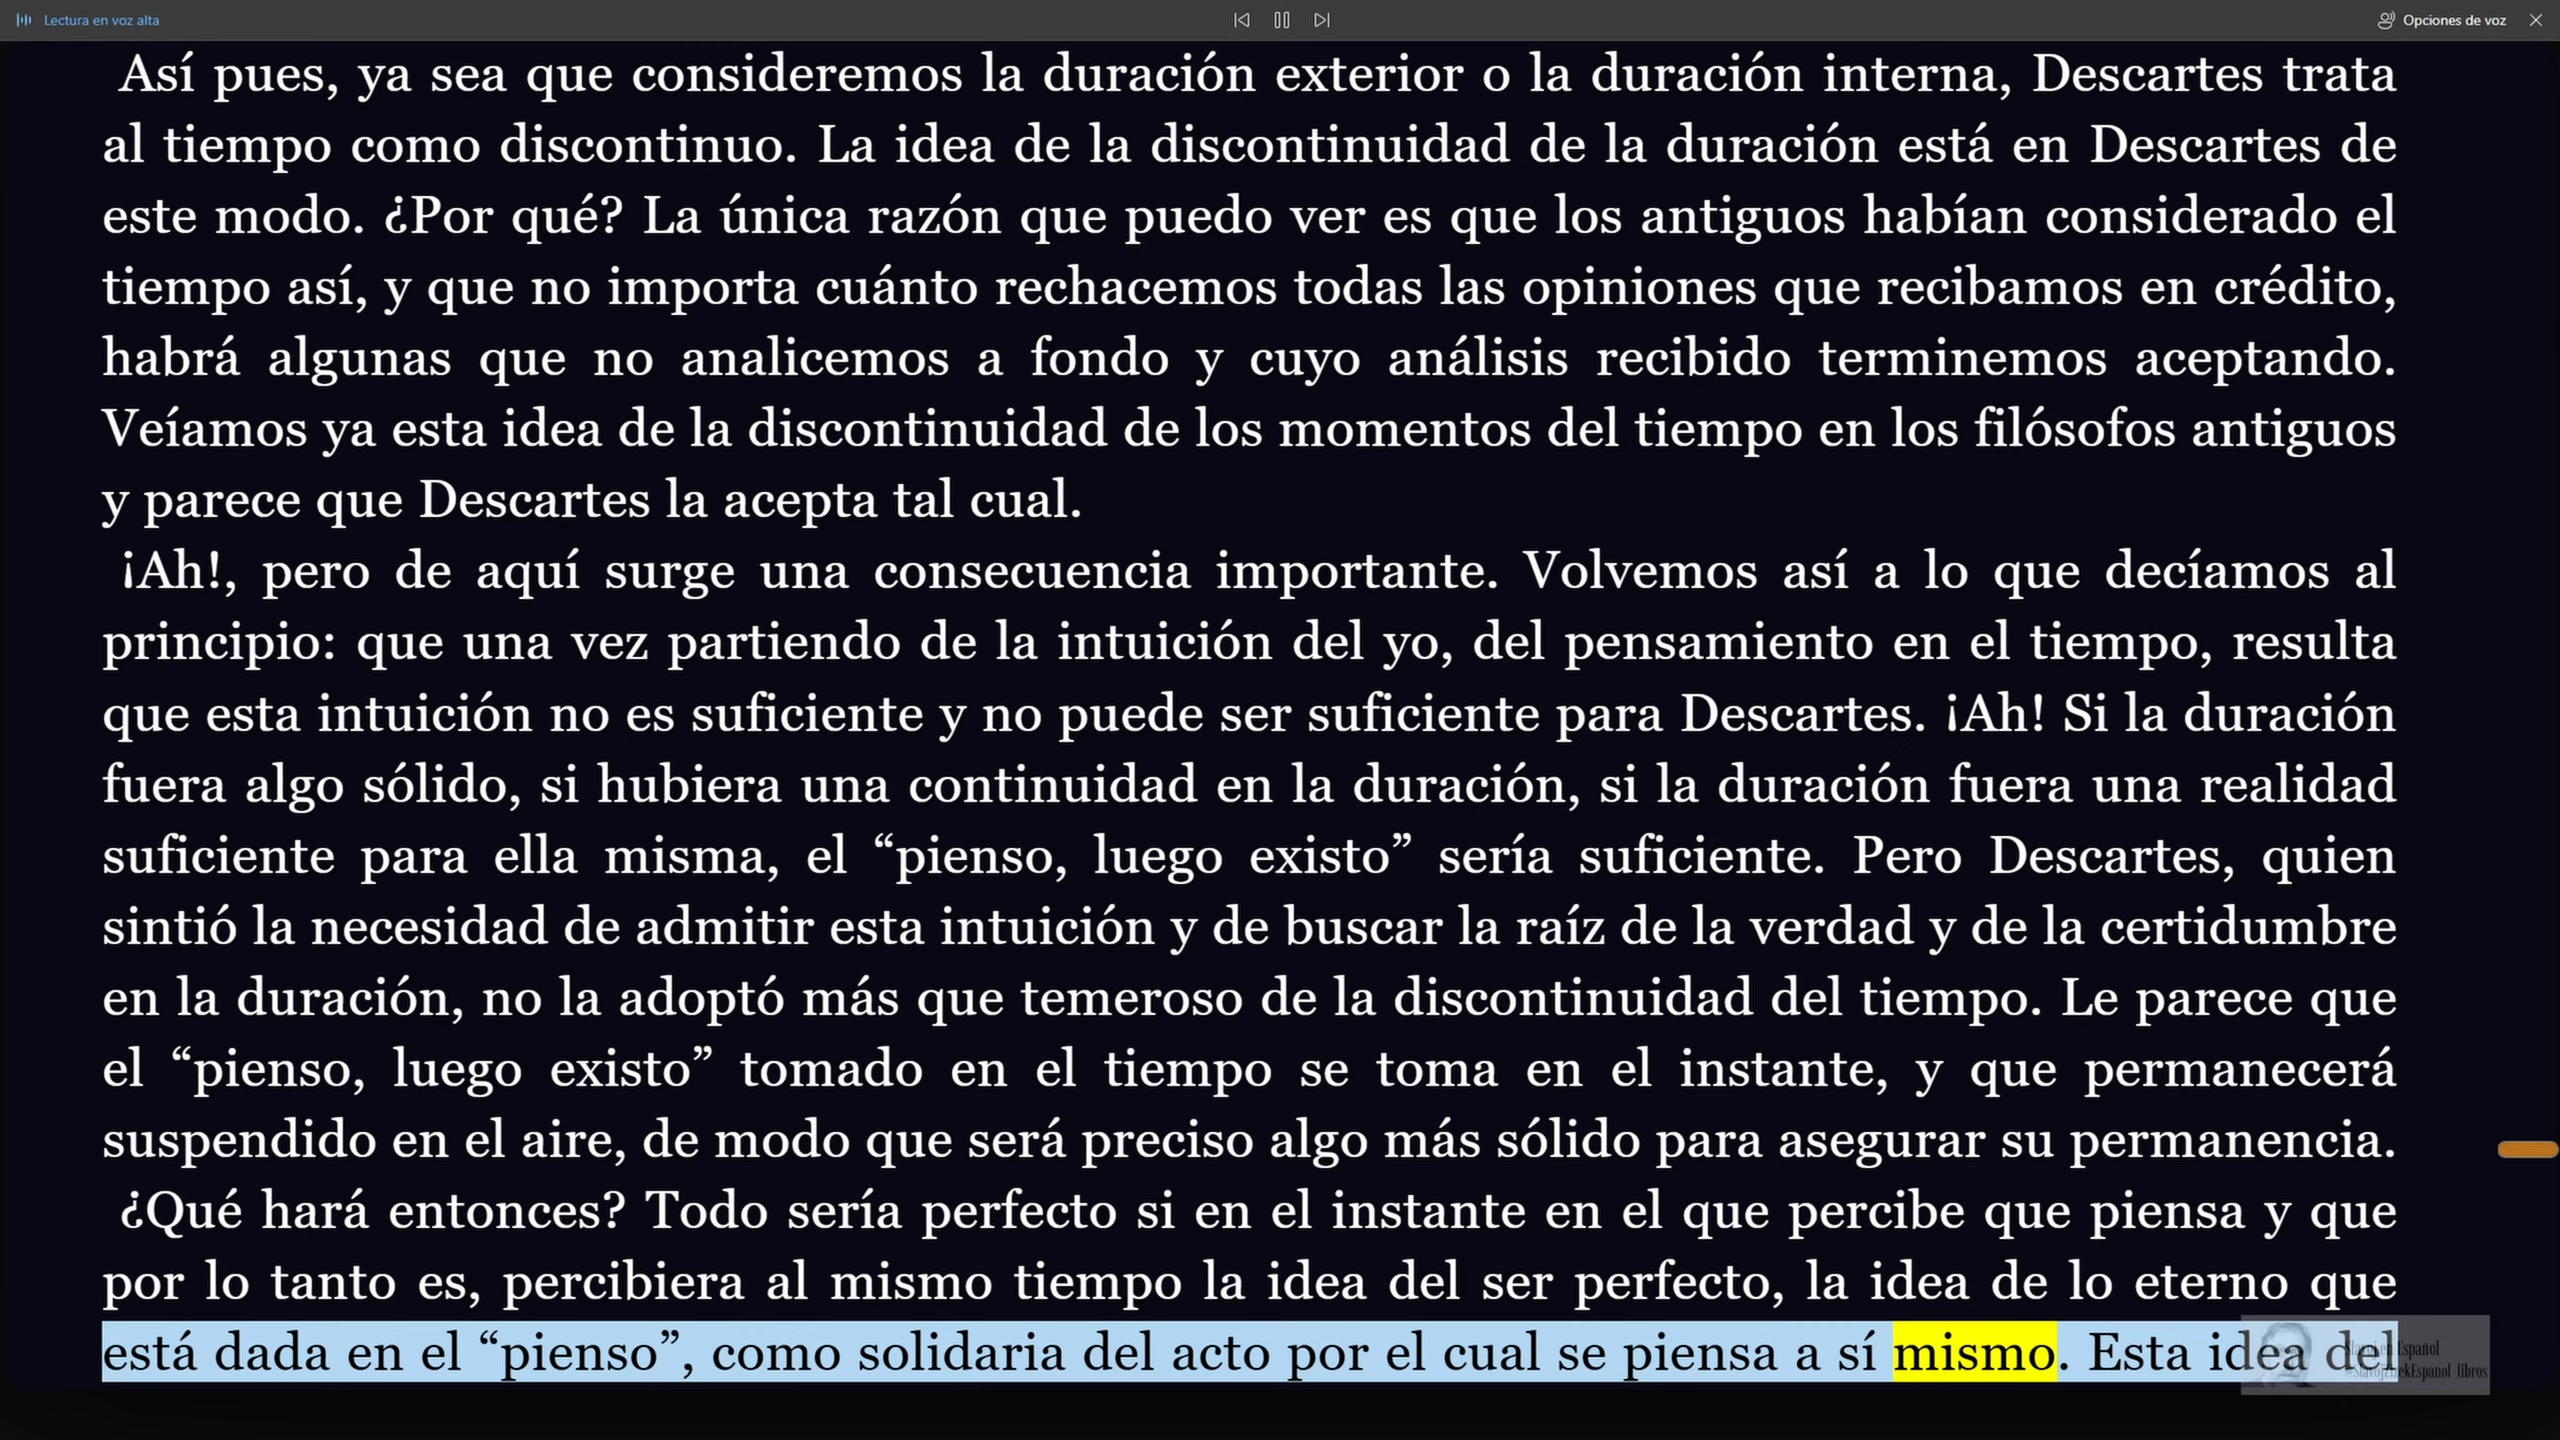 Lectura en voz alta
Opciones de voz
Así pues, ya sea que consideremos la duración exterior o la duración interna, Descartes trata
al tiempo como discontinuo. La idea de la discontinuidad de la duración está en Descartes de
este modo. ¿Por qué? La única razón que puedo ver es que los antiguos habían considerado el
tiempo así, y que no importa cuánto rechacemos todas las opiniones que recibamos en crédito,
habrá algunas que no analicemos a fondo y cuyo análisis recibido terminemos aceptando.
Veíamos ya esta idea de la discontinuidad de los momentos del tiempo en los filósofos antiguos
y parece que Descartes la acepta tal cual.
¡Ah!, pero de aquí surge una consecuencia importante. Volvemos así a lo que decíamos al
principio: que una vez partiendo de la intuición del yo, del pensamiento en el tiempo, resulta
que esta intuición no es suficiente y no puede ser suficiente para Descartes. ¡Ah! Si la duración
fuera algo sólido, si hubiera una continuidad en la duración, si la duración fuera una realidad
suficiente para ella misma, el “pienso, luego existo” sería suficiente. Pero Descartes, quien
sintió la necesidad de admitir esta intuición y de buscar la raíz de la verdad y de la certidumbre
en la duración, no la adoptó más que temeroso de la discontinuidad del tiempo. Le parece que
el “pienso, luego existo” tomado en el tiempo se toma en el instante, y que permanecerá
suspendido en el aire, de modo que será preciso algo más sólido para asegurar su permanencia.
¿Qué hará entonces? Todo sería perfecto si en el instante en el que percibe que piensa y que
por lo tanto es, percibiera al mismo tiempo la idea del ser perfecto, la idea de lo eterno que
está dada en el “pienso”, como solidaria del acto por el cual se piensa a sí mismo. Esta idea del
Español
libros